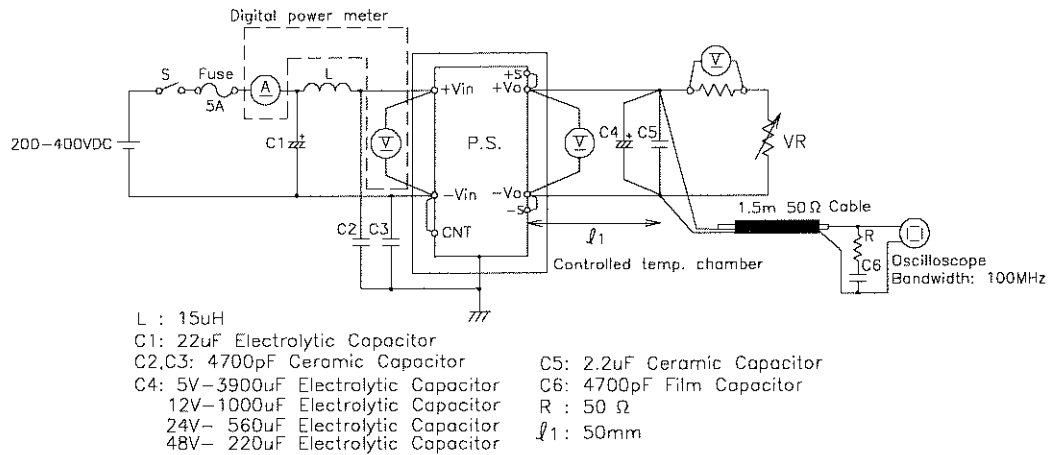 Digital power meter
S
Fuse
5A
A
L
+Vin
+S
+Vo
V
200-400VDC
C1
+
V
P.S.
V
C4
+
C5
VR
-Vin
-Vo
-S
CNT
C2
C3
ℓ1
1.5m 50Ω Cable
R
C6
Oscilloscope
Bandwidth: 100MHz
Controlled temp. chamber
L : 15uH
C1: 22uF Electrolytic Capacitor
C2,C3: 4700pF Ceramic Capacitor
C4: 5V-3900uF Electrolytic Capacitor
12V-1000uF Electrolytic Capacitor
24V- 560uF Electrolytic Capacitor
48V- 220uF Electrolytic Capacitor
C5: 2.2uF Ceramic Capacitor
C6: 4700pF Film Capacitor
R : 50 Ω
ℓ1: 50mm